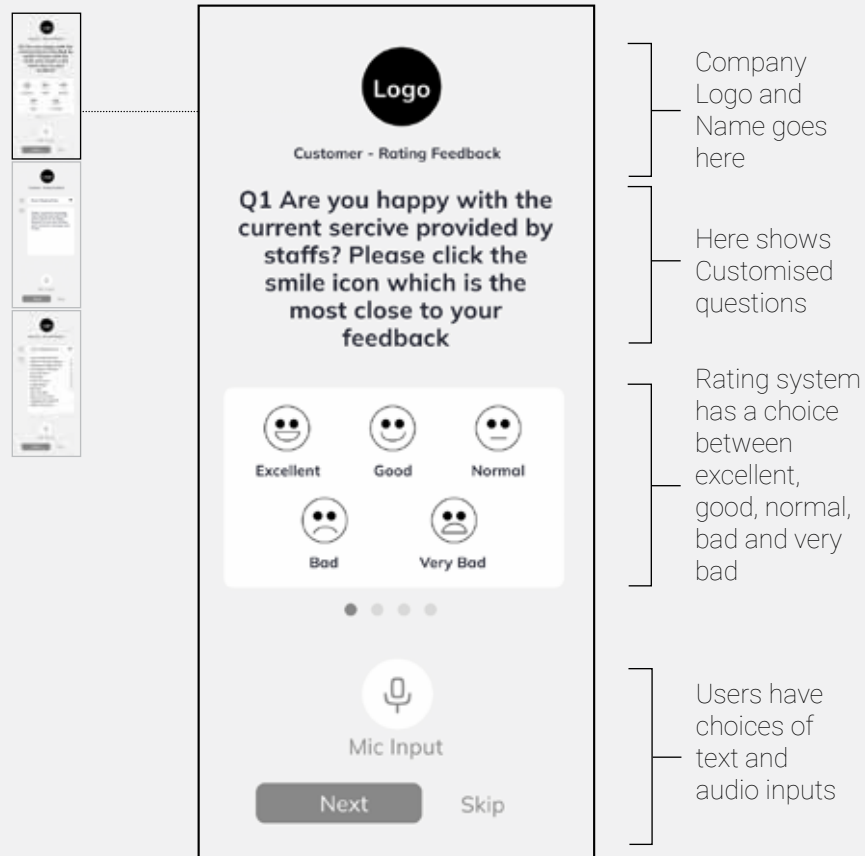 Logo
Customer - Rating Feedback
Q1 Are you happy with the
current sercive provided by
staffs? Please click the
smile icon which is the
most close to your
feedback
Excellent Good Normal
Bad Very Bad
Mic Input
Next Skip
Company
Logo and
Name goes
here
Here shows
Customised
questions
Rating system
has a choice
between
excellent,
good, normal,
bad and very
bad
Users have
choices of
text and
audio inputs